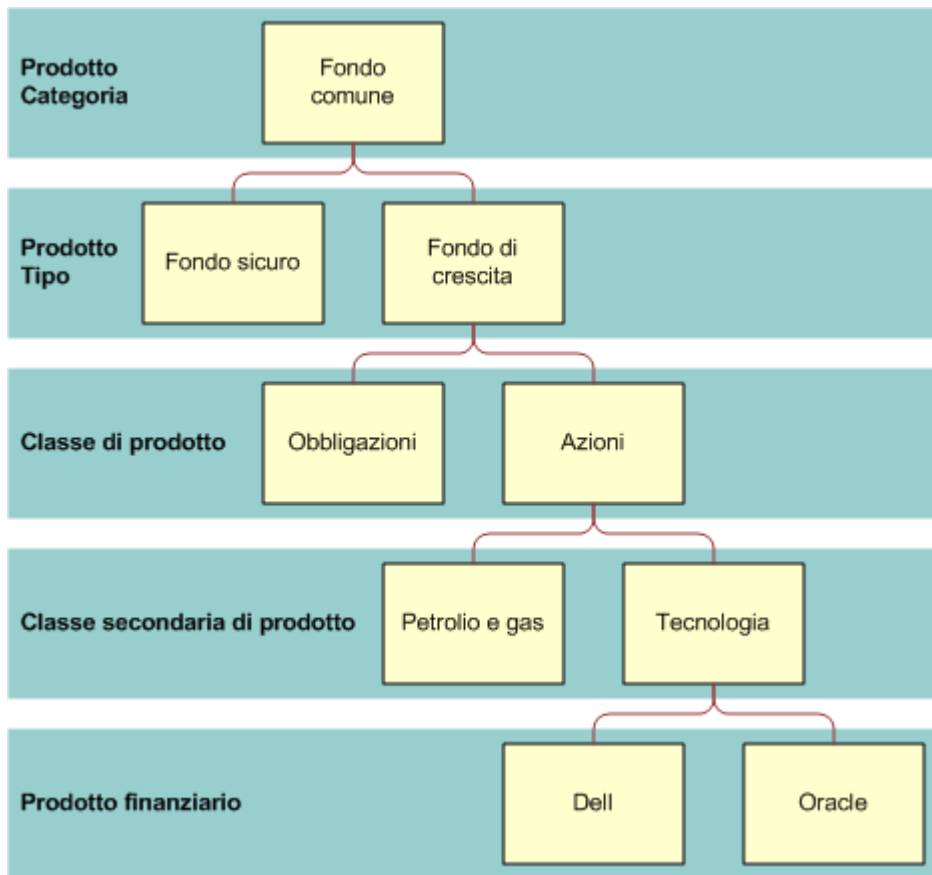 Prodotto
Categoria
Fondo
comune
Prodotto
Tipo
Fondo sicuro
Fondo di
crescita
Classe di prodotto
Obbligazioni
Azioni
Classe secondaria di prodotto
Petrolio e gas
Tecnologia
Prodotto finanziario
Dell
Oracle